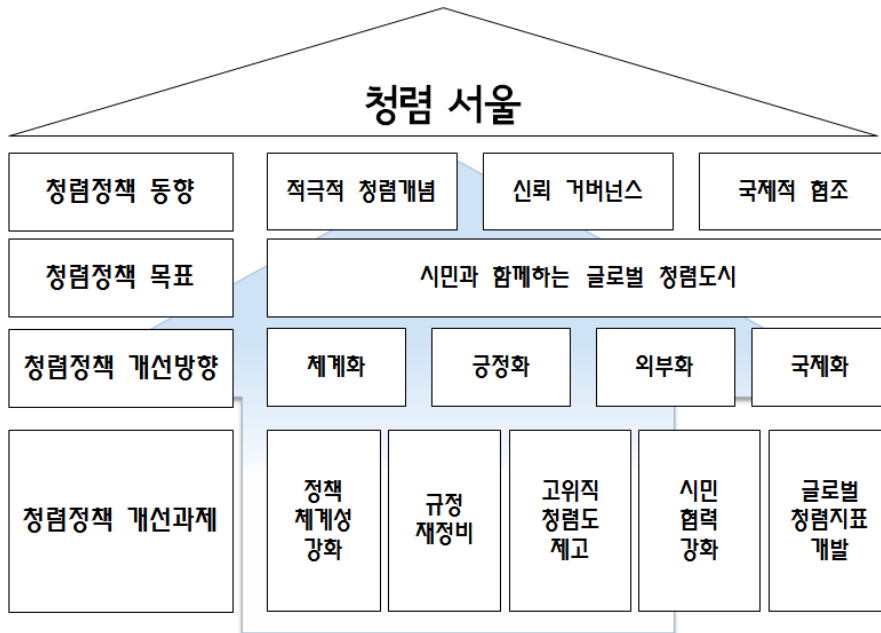 청렴 서울
청렴정책 동향
적극적 청렴개념
신뢰 거버넌스
국제적 협조
청렴정책 목표
시민과 함께하는 글로벌 청렴도시
청렴정책 개선방향
체계화
긍정화
외부화
국제화
청렴정책 개선과제
정책
체계성
강화
규정
재정비
고위직
청렴도
제고
시민
협력
강화
글로벌
청렴지표
개발